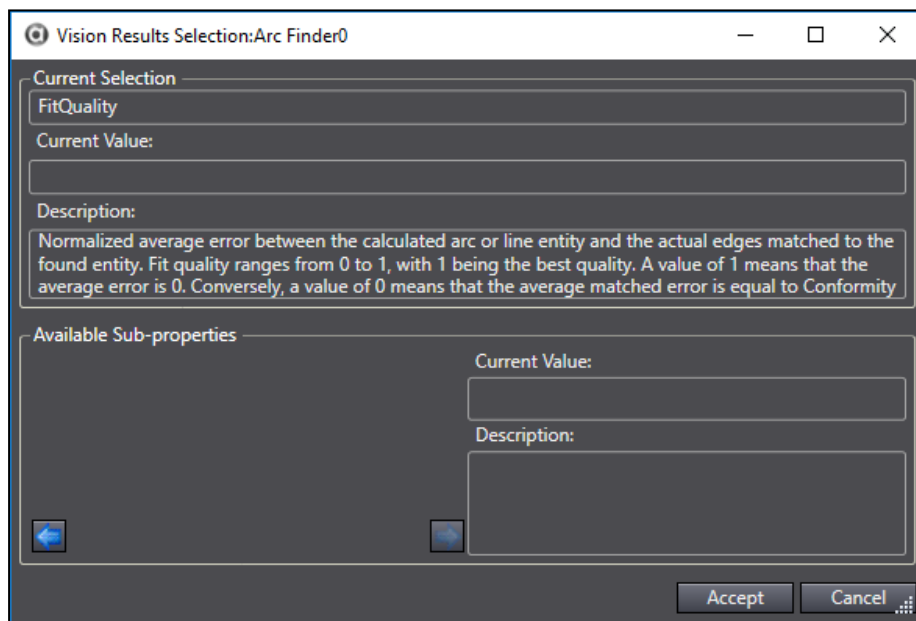 Vision Results Selection:Arc Finder0
Current Selection
FitQuality
Current Value:
Description:
Normalized average error between the calculated arc or line entity and the actual edges matched to the
found entity. Fit quality ranges from 0 to 1, with 1 being the best quality. A value of 1 means that the
average error is 0. Conversely, a value of 0 means that the average matched error is equal to Conformity
Available Sub-properties
Current Value:
Description:
Accept
Cancel